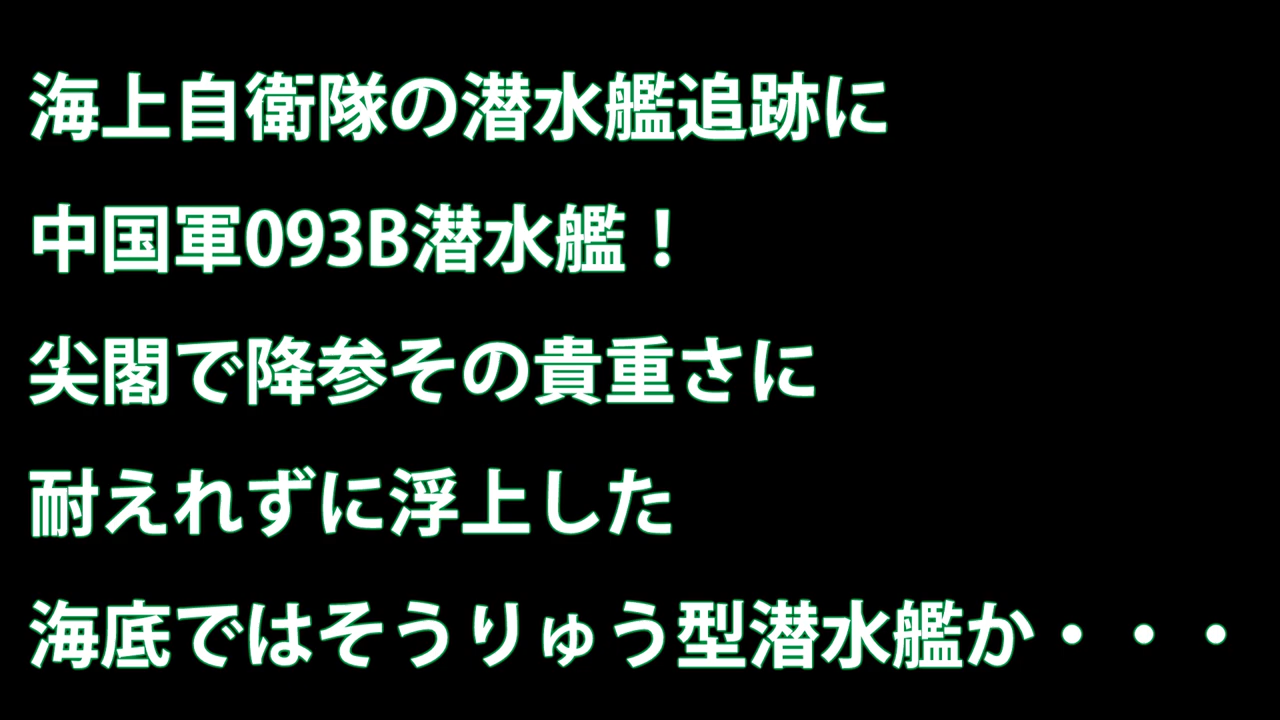 海上自衛隊の潜水艦追跡に
中国軍093B潜水艦！
尖閣で降参その貴重さに
耐えれずに浮上した
海底ではそうりゅう型潜水艦か・・・